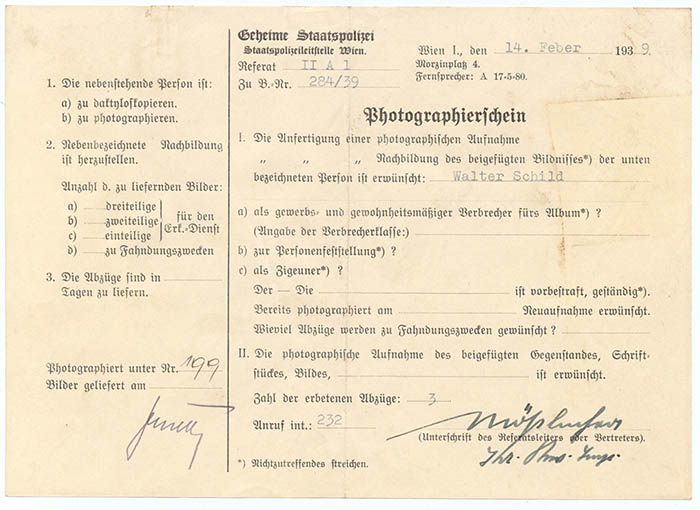 1. Die nebenstehende Person ist:
a) zu daktyloskopieren.
b) zu photographieren.
2. Nebenbezeichnete Nachbildung
ist herzustellen.
Anzahl d. zu liefernden Bilder:
a) dreiteilige
b) zweiteilige
c) einteilige
für den
Erk.-Dienst
d) zu Fahndungszwecken
3. Die Abzüge sind in
Tagen zu liefern.
Photographiert unter Nr. 199
Bilder geliefert am
Geheime Staatspolizei
Staatspolizeileitstelle Wien.
Referat II A 1
Zu B.-Nr. 284/39
Wien I., den 14. Feber 1939.
Morzinplatz 4.
Fernsprecher: A 17-5-80.
Photographierschein
I. Die Anfertigung einer photographischen Aufnahme
„ „ „ Nachbildung des beigefügten Bildnisses*) der unten
bezeichneten Person ist erwünscht: Walter Schild
a) als gewerbs- und gewohnheitsmäßiger Verbrecher fürs Album*) ?
(Angabe der Verbrecherklasse:)
b) zur Personenfeststellung*) ?
c) als Zigeuner*) ?
Der — Die ist vorbestraft, geständig*).
Bereits photographiert am Neuaufnahme erwünscht.
Wieviel Abzüge werden zu Fahndungszwecken gewünscht ?
II. Die photographische Aufnahme des beigefügten Gegenstandes, Schrift-
stückes, Bildes, ist erwünscht.
Zahl der erbetenen Abzüge: 3
Anruf int.: 232
(Unterschrift des Referatsleiters oder Vertreters).
*) Nichtzutreffendes streichen.